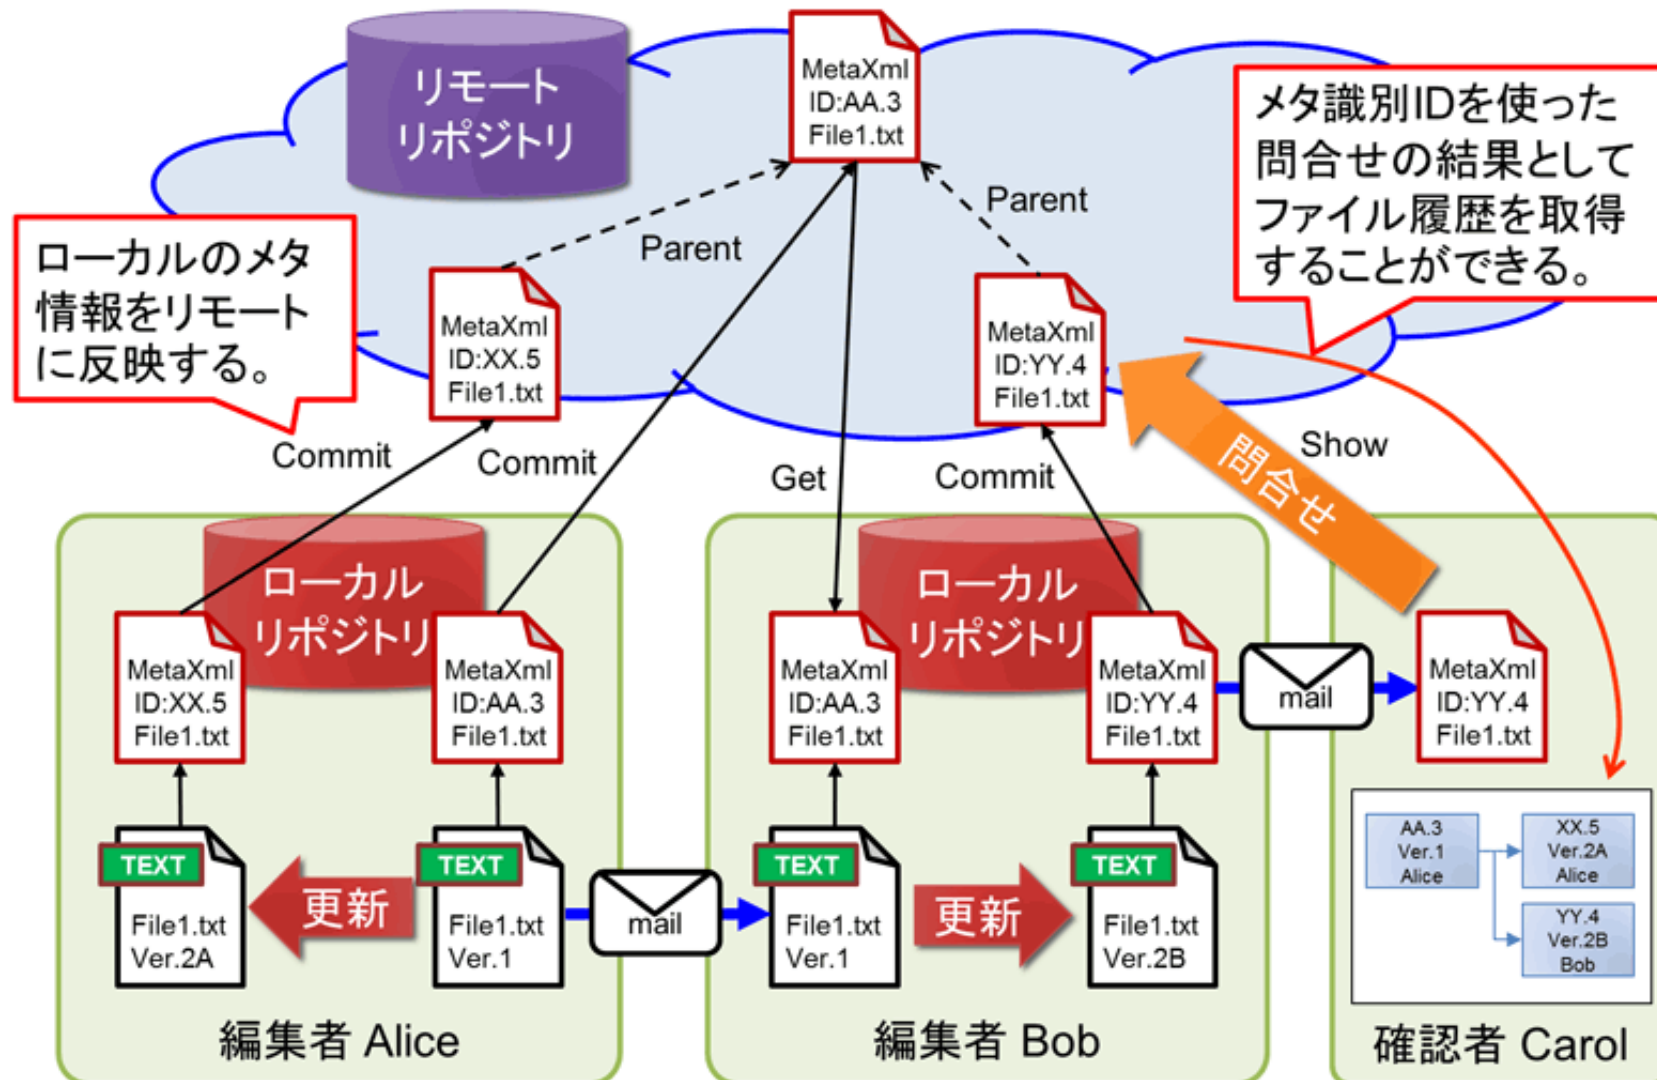 リモート
リポジトリ
MetaXml
ID:AA.3
File1.txt
メタ識別IDを使った
問合せの結果として
ファイル履歴を取得
することができる。
ローカルのメタ
情報をリモート
に反映する。
Parent
Parent
MetaXml
ID:XX.5
File1.txt
MetaXml
ID:YY.4
File1.txt
Commit
Commit
Get
Commit
問合せ
Show
ローカル
リポジトリ
MetaXml
ID:XX.5
File1.txt
MetaXml
ID:AA.3
File1.txt
ローカル
リポジトリ
MetaXml
ID:AA.3
File1.txt
MetaXml
ID:YY.4
File1.txt
mail
MetaXml
ID:YY.4
File1.txt
TEXT
File1.txt
Ver.2A
更新
TEXT
File1.txt
Ver.1
mail
TEXT
File1.txt
Ver.1
更新
TEXT
File1.txt
Ver.2B
AA.3
Ver.1
Alice
XX.5
Ver.2A
Alice
YY.4
Ver.2B
Bob
編集者 Alice
編集者 Bob
確認者 Carol